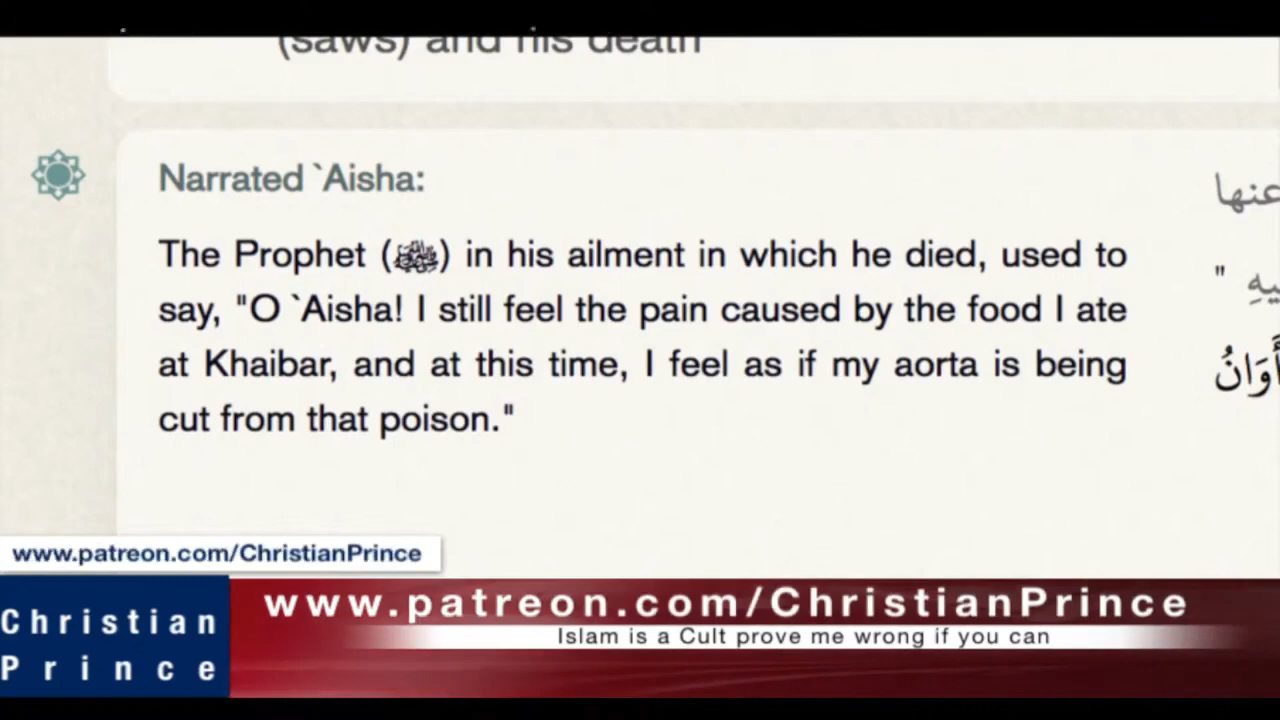 (saws) and his death
Narrated `Aisha:
The Prophet (ﷺ) in his ailment in which he died, used to
say, "O `Aisha! I still feel the pain caused by the food I ate
at Khaibar, and at this time, I feel as if my aorta is being
cut from that poison."
عنها
يهِ "
أَوَانُ
www.patreon.com/ChristianPrince
Christian
Prince
www.patreon.com/ChristianPrince
Islam is a Cult prove me wrong if you can